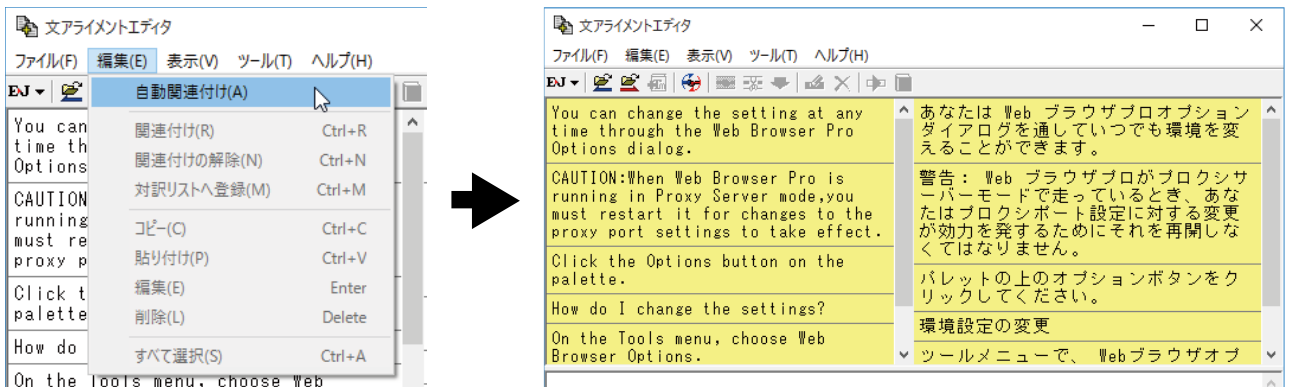 文アライメントエディタ
ファイル(F) 編集(E) 表示(V) ツール(T) ヘルプ(H)
EJ
自動関連付け(A)
関連付け(R) Ctrl+R
関連付けの解除(N) Ctrl+N
対訳リストへ登録(M) Ctrl+M
コピー(C) Ctrl+C
貼り付け(P) Ctrl+V
編集(E) Enter
削除(L) Delete
すべて選択(S) Ctrl+A
You can
time th
Options
CAUTION
running
must re
proxy p
Click t
palette
How do
On the Tools menu, choose Web
文アライメントエディタ
ファイル(F) 編集(E) 表示(V) ツール(T) ヘルプ(H)
EJ
You can change the setting at any
time through the Web Browser Pro
Options dialog.
CAUTION:When Web Browser Pro is
running in Proxy Server mode,you
must restart it for changes to the
proxy port settings to take effect.
Click the Options button on the
palette.
How do I change the settings?
On the Tools menu, choose Web
Browser Options.
あなたは Web ブラウザプロオプション
ダイアログを通していつでも環境を変
えることができます。
警告: Web ブラウザプロがプロクシサ
ーバーモードで走っているとき、あな
たはプロクシポート設定に対する変更
が効力を発するためにそれを再開しな
くてはなりません。
パレットの上のオプションボタンをク
リックしてください。
環境設定の変更
ツールメニューで、 Webブラウザオプ